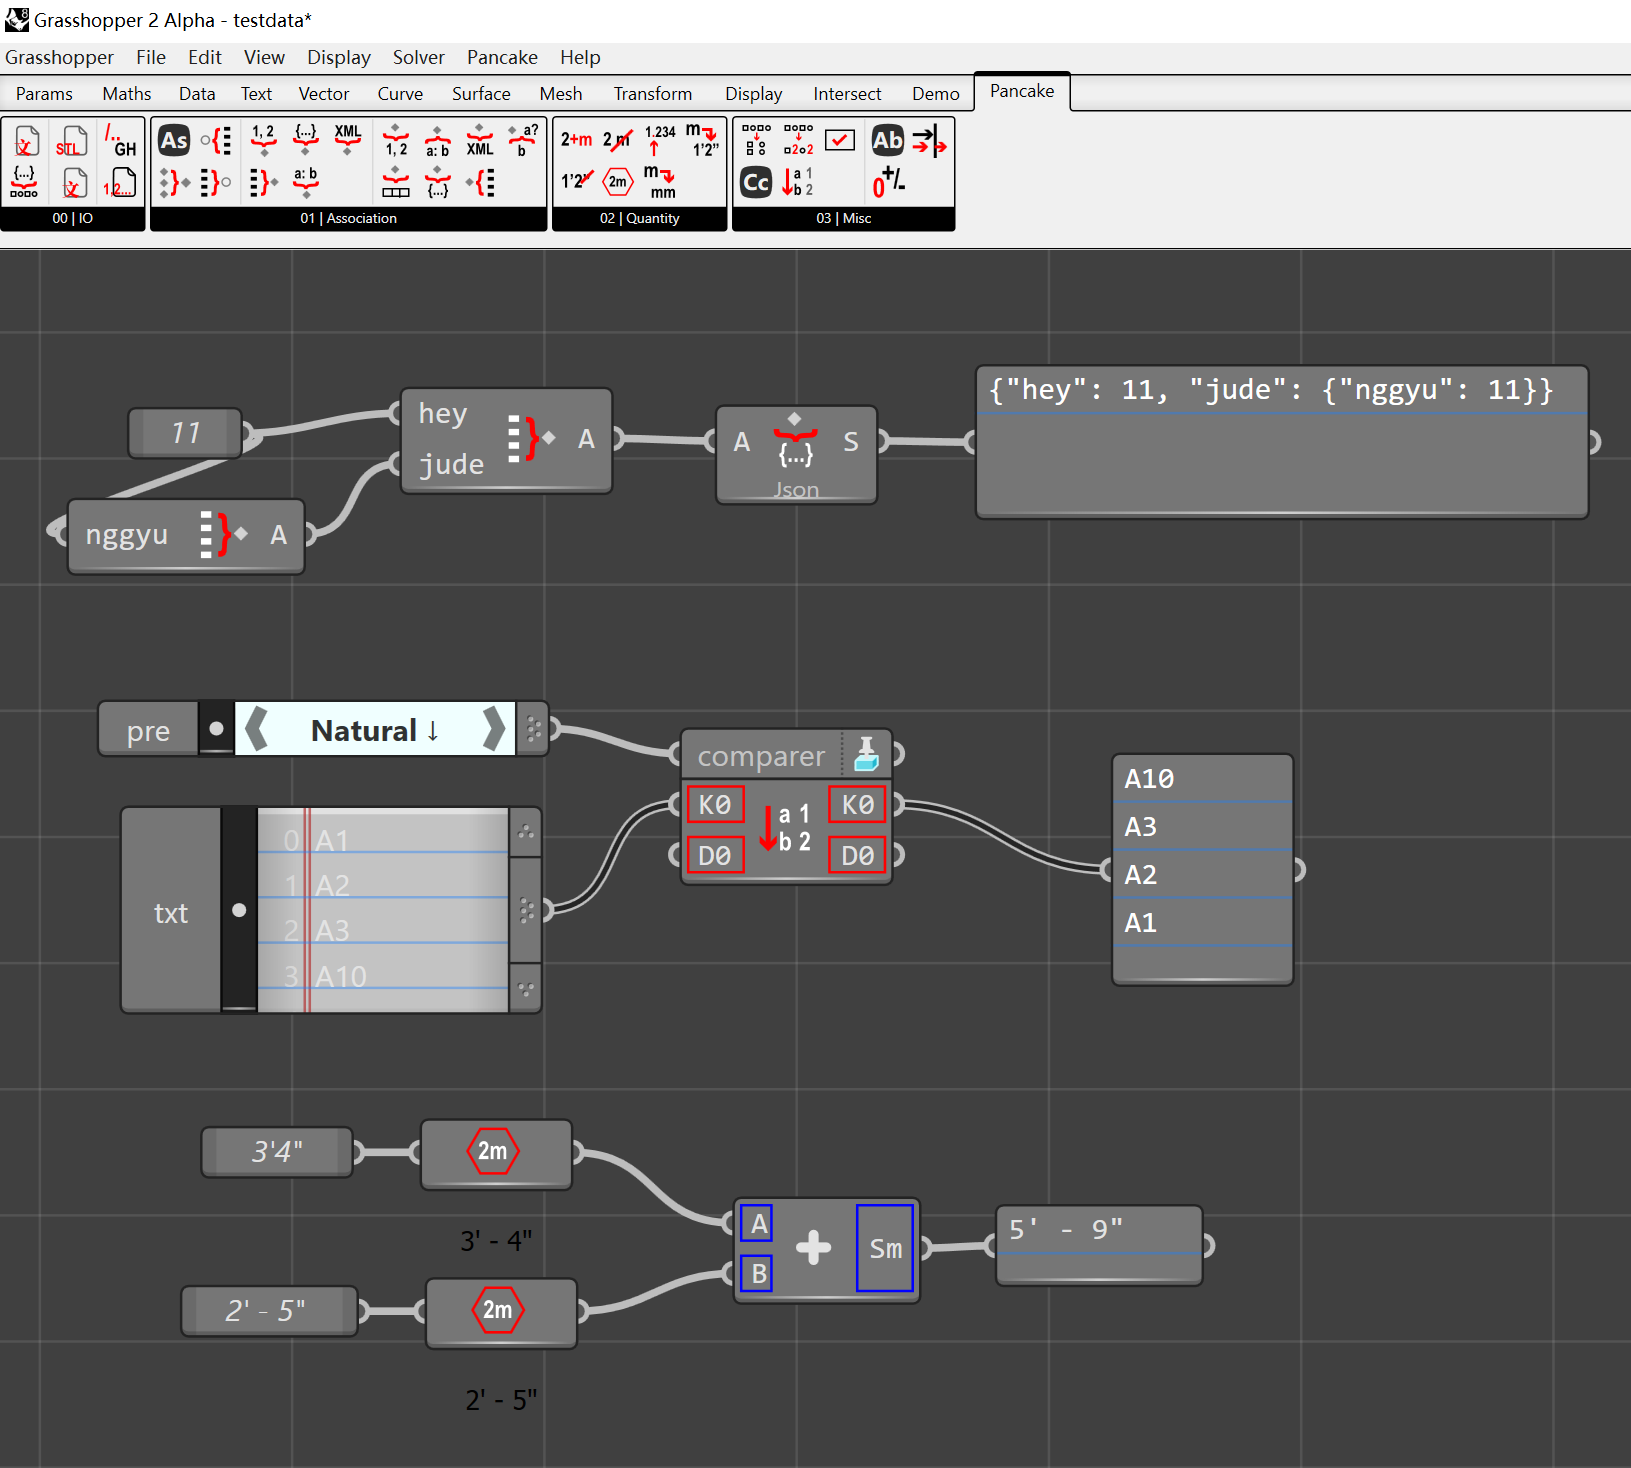 Grasshopper 2 Alpha - testdata*
Grasshopper File Edit View Display Solver Pancake Help
Params Maths Data Text Vector Curve Surface Mesh Transform Display Intersect Demo Pancake
文 STL /.. GH As 1, 2 {...} XML 1, 2 a: b XML a? b 2+m 2 m 1.234 m 1'2" Ab
{...} 文 1,2... a: b {...} 1'2" 2m m mm Cc a 1 b 2 0+/-
00 | IO 01 | Association 02 | Quantity 03 | Misc
11
hey
jude
A
nggyu A
A {...} S
Json
{"hey": 11, "jude": {"nggyu": 11}}
pre Natural ↓
txt
0 A1
1 A2
2 A3
3 A10
comparer
K0 a 1 K0
D0 b 2 D0
A10
A3
A2
A1
3'4" 2m
3' - 4"
2' - 5" 2m
2' - 5"
A
B
+ Sm
5' - 9"